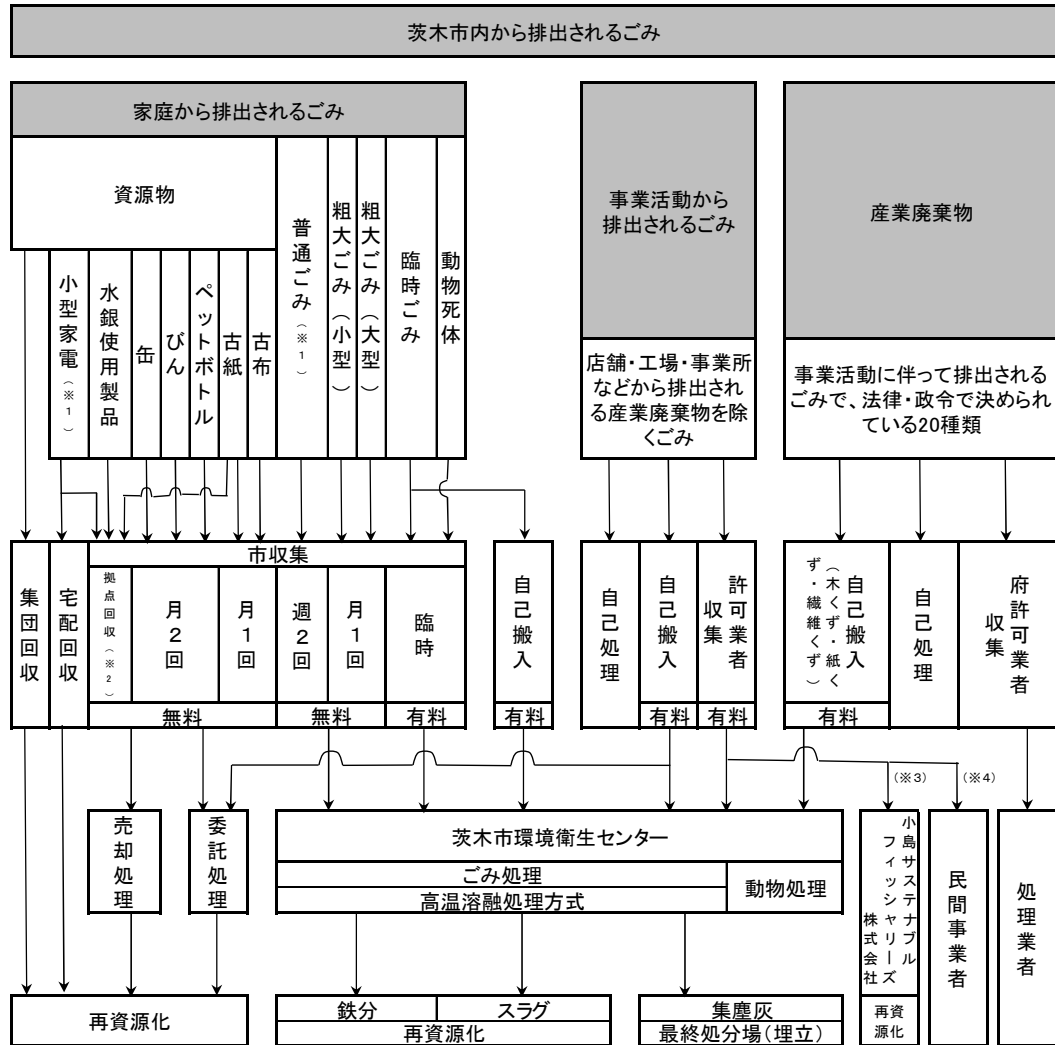 茨木市内から排出されるごみ
家庭から排出されるごみ
資源物
小型家電（※1）
水銀使用製品
缶
びん
ペットボトル
古紙
古布
普通ごみ（※1）
粗大ごみ（小型）
粗大ごみ（大型）
臨時ごみ
動物死体
事業活動から
排出されるごみ
店舗・工場・事業所
などから排出され
る産業廃棄物を除
くごみ
産業廃棄物
事業活動に伴って排出される
ごみで、法律・政令で決められ
ている20種類
集団回収
宅配回収
市収集
拠点回収（※2）
月2回
月1回
無料
週2回
月1回
無料
臨時
有料
自己搬入
有料
自己処理
自己搬入
有料
許可業者
収集
有料
自己搬入
（木くず・紙く
ず・繊維くず）
有料
自己処理
府許可業者
収集
（※3）
（※4）
売却処理
委託処理
茨木市環境衛生センター
ごみ処理
高温溶融処理方式
動物処理
小島サステナブル
フィッシャリーズ
株式会社
再資
源化
民間事業者
処理業者
再資源化
鉄分
スラグ
再資源化
集塵灰
最終処分場（埋立）